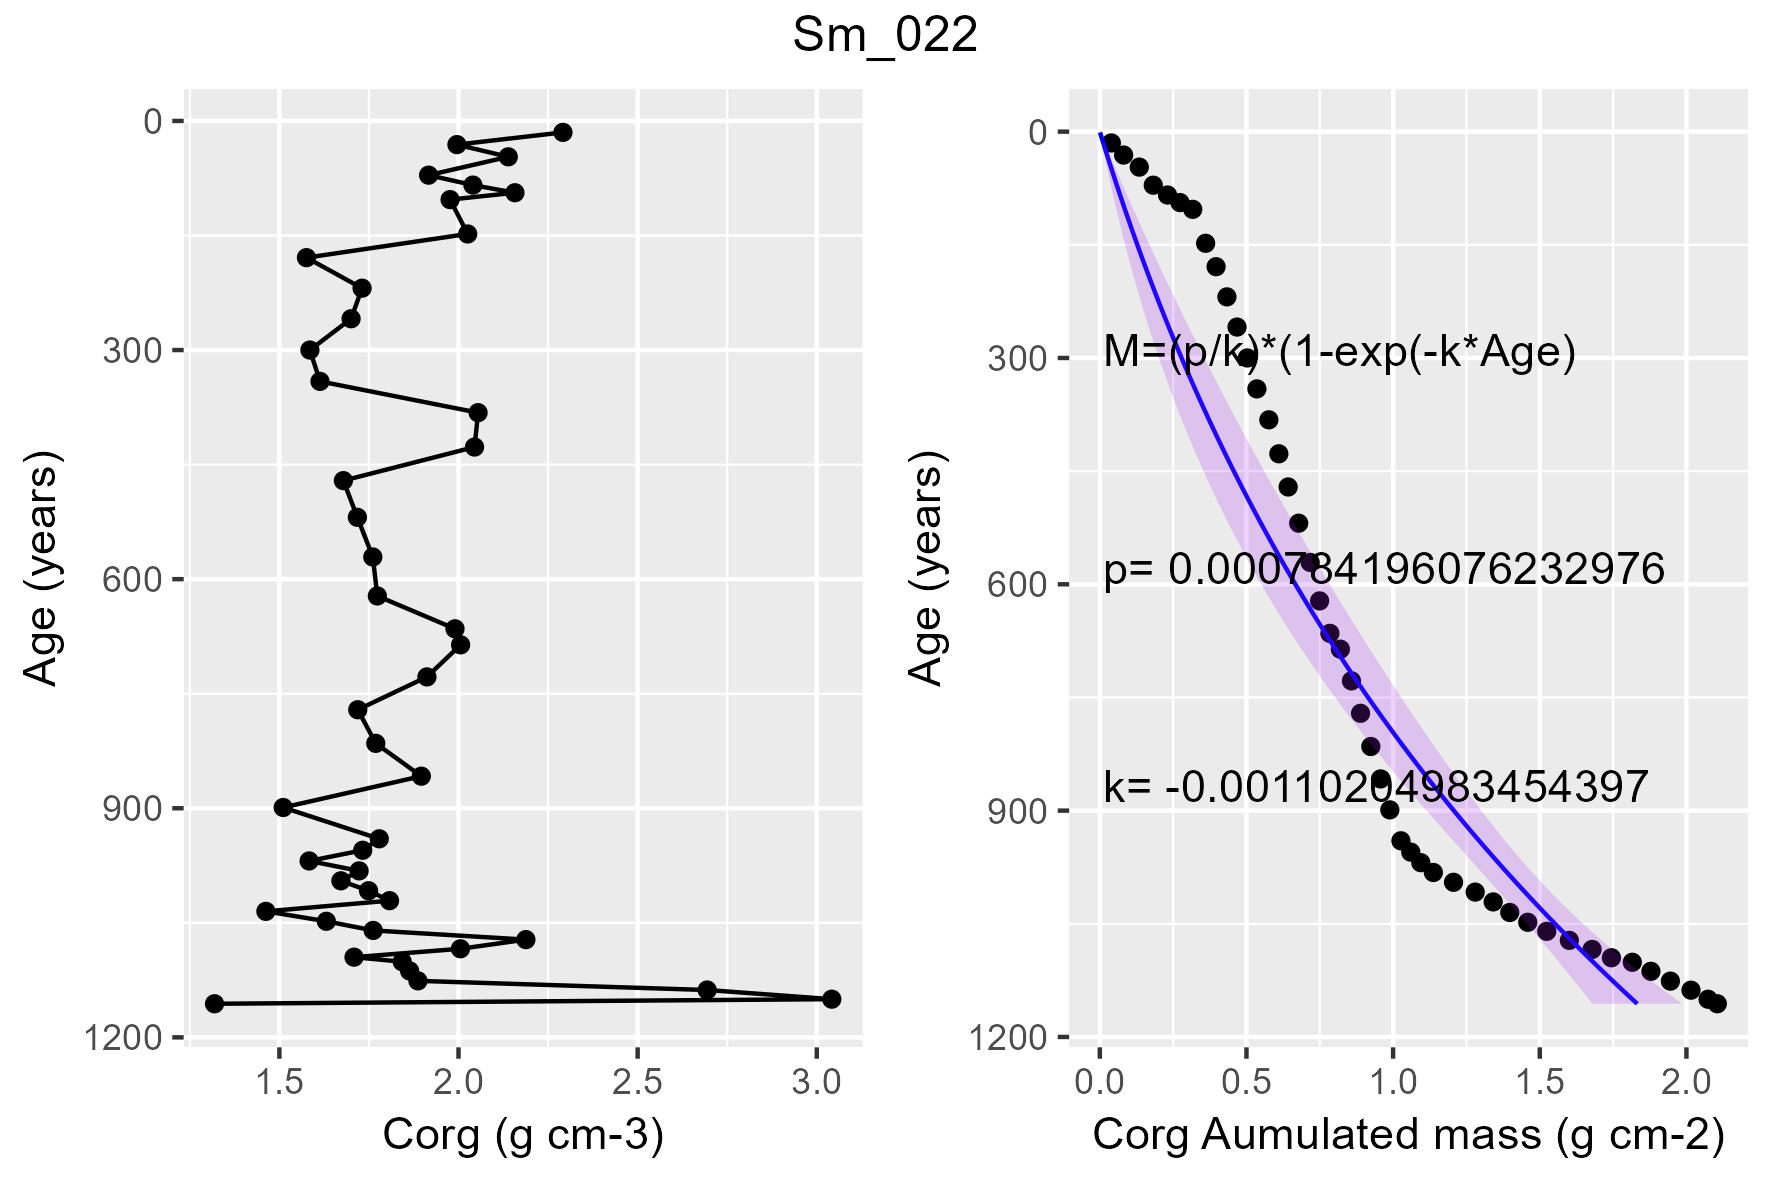 Sm_022
0
300
600
900
1200
Age (years)
1.5 2.0 2.5 3.0
Corg (g cm-3)
0
300
600
900
1200
Age (years)
M=(p/k)*(1-exp(-k*Age)
p= 0.000784196076232976
k= -0.00110204983454397
0.0 0.5 1.0 1.5 2.0
Corg Aumulated mass (g cm-2)